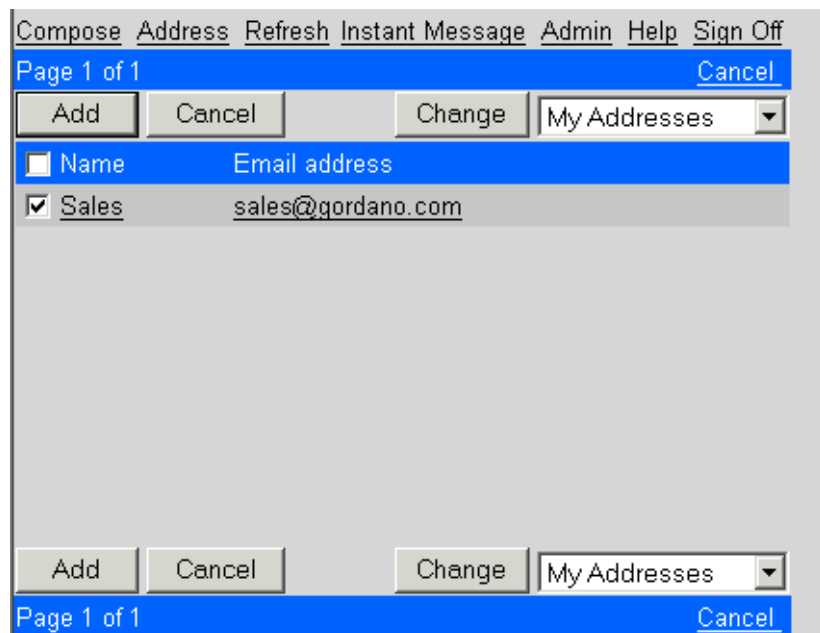 Compose Address Refresh Instant Message Admin Help Sign Off
Page 1 of 1 Cancel
Add Cancel Change My Addresses
Name Email address
Sales sales@gordano.com
Add Cancel Change My Addresses
Page 1 of 1 Cancel